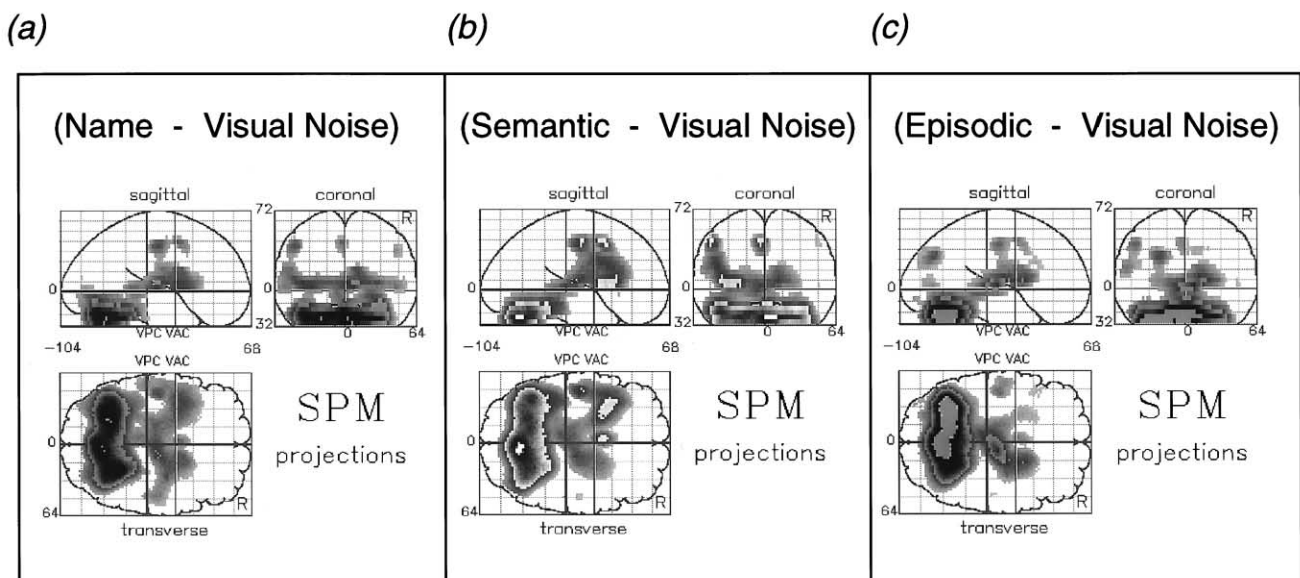 (a)
(b)
(c)
(Name - Visual Noise)
(Semantic - Visual Noise)
(Episodic - Visual Noise)
sagittal
coronal
72
R
0
32
VPC VAC
0
64
−104
68
VPC VAC
0
64
R
transverse
SPM
projections
sagittal
coronal
72
R
0
32
VPC VAC
0
64
−104
68
VPC VAC
0
64
R
transverse
SPM
projections
sagittal
coronal
72
R
0
32
VPC VAC
0
64
−104
68
VPC VAC
0
64
R
transverse
SPM
projections